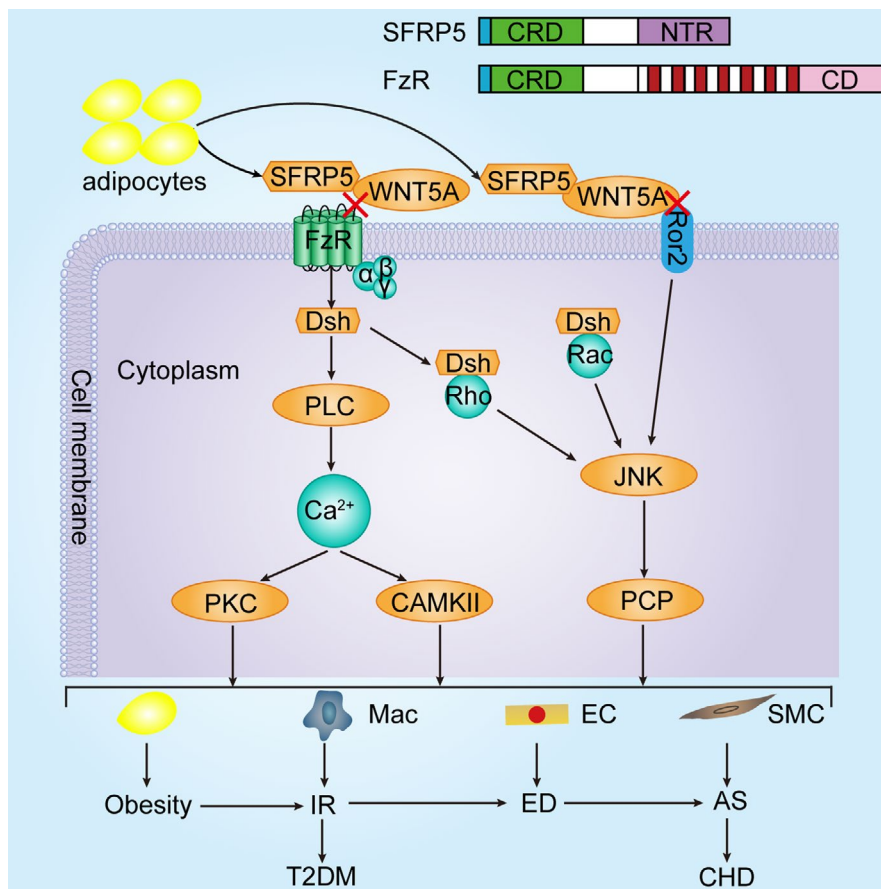 SFRP5 CRD NTR
FzR CRD CD
adipocytes
SFRP5 WNT5A SFRP5 WNT5A
FzR Ror2
α β γ
Dsh
Dsh
Dsh
Cytoplasm
Rho
Rac
Cell membrane
PLC
JNK
Ca²⁺
PKC CAMKII PCP
Mac EC SMC
Obesity IR ED AS
T2DM CHD